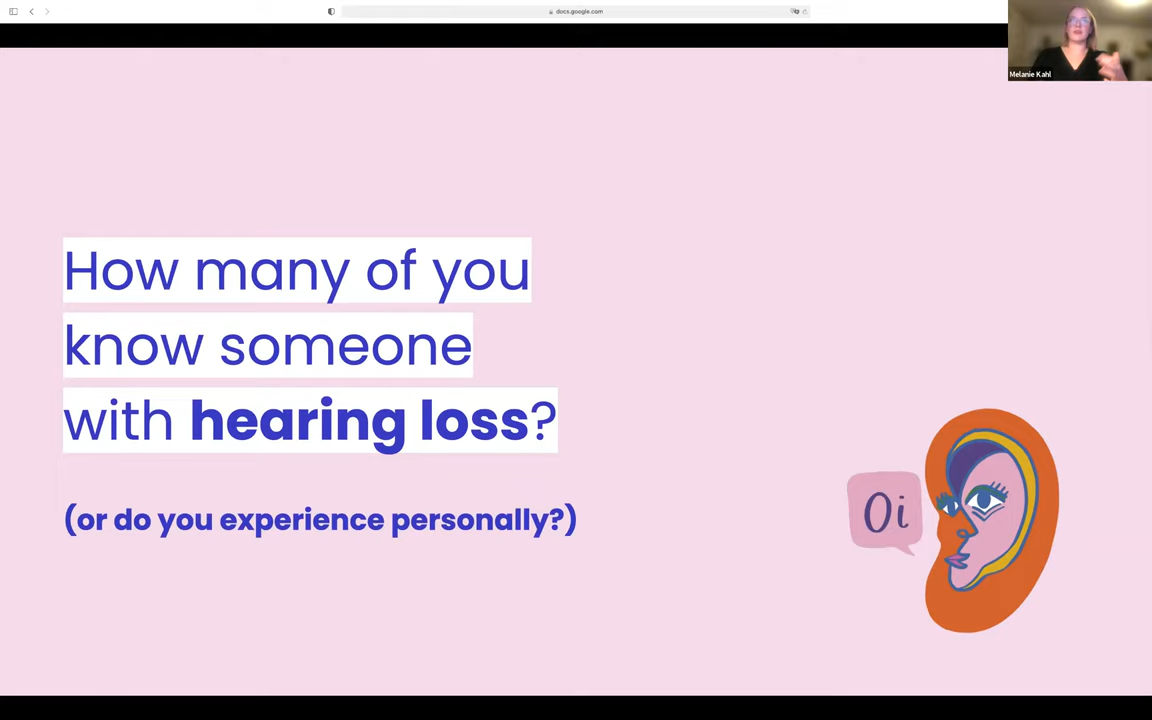 docs.google.com
Melanie Kahl
How many of you
know someone
with hearing loss?
(or do you experience personally?)
Oi